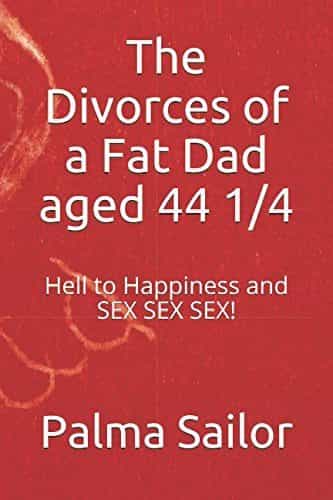 The
Divorces of
a Fat Dad
aged 44 1/4
Hell to Happiness and
SEX SEX SEX!
Palma Sailor